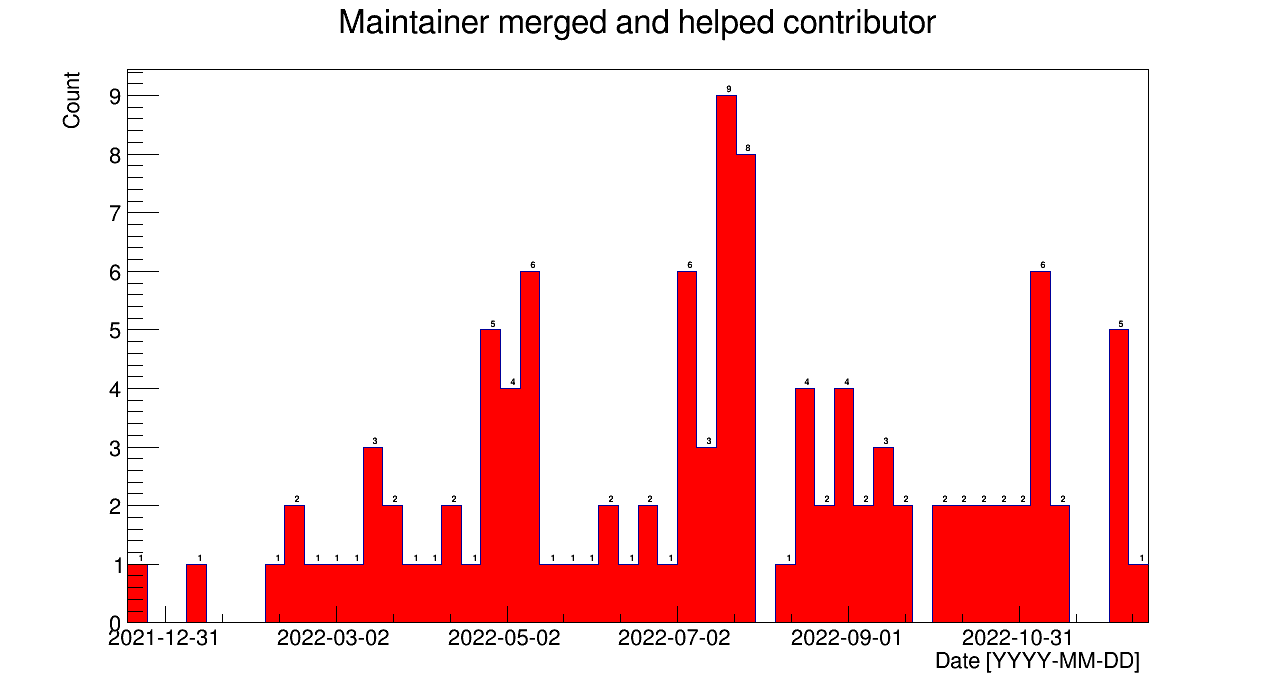 Maintainer merged and helped contributor
Count
9
8
7
6
5
4
3
2
1
0
1 1 1 2 1 1 1 3 2 1 1 2 1 5 4 6 1 1 1 2 1 2 1 6 3 9 8 1 4 2 4 2 3 2 2 2 2 2 2 6 2 5 1
2021-12-31 2022-03-02 2022-05-02 2022-07-02 2022-09-01 2022-10-31
Date [YYYY-MM-DD]